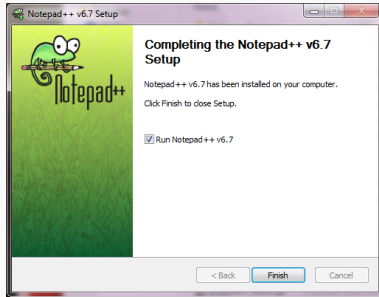 Notepad++ v6.7 Setup
Notepad++
Completing the Notepad++ v6.7
Setup
Notepad++ v6.7 has been installed on your computer.
Click Finish to close Setup.
Run Notepad++ v6.7
< Back Finish Cancel